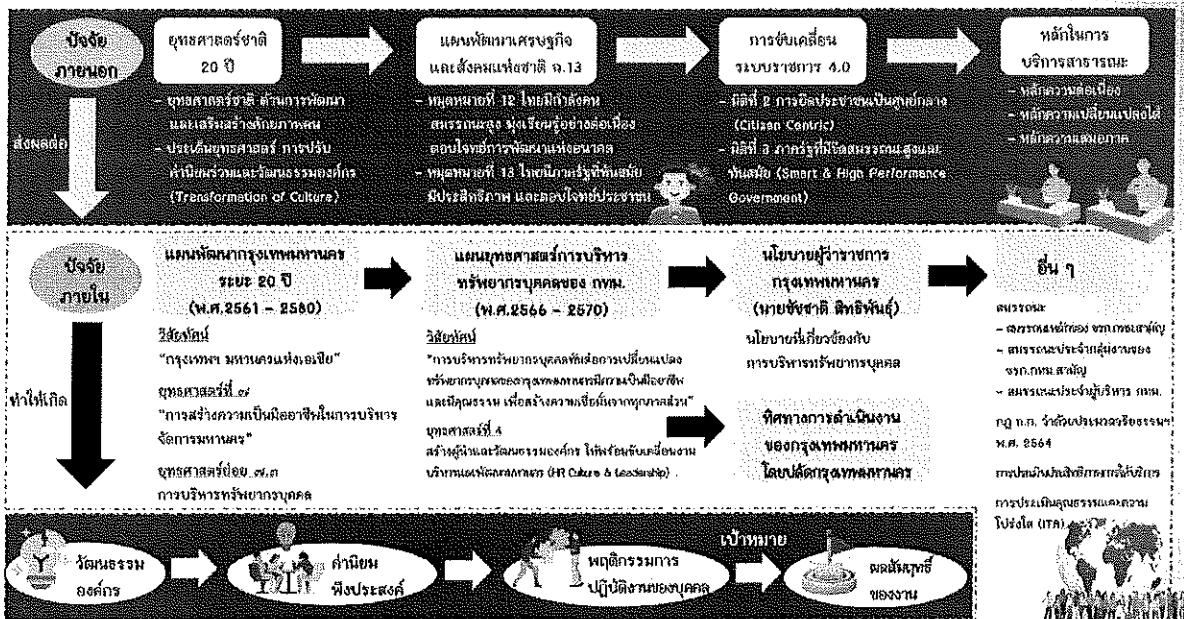 ปัจจัย
ภายนอก
ส่งผลต่อ
ยุทธศาสตร์ชาติ
20 ปี
- ยุทธศาสตร์ชาติ ด้านการพัฒนา
และเสริมสร้างศักยภาพคน
- ประเด็นยุทธศาสตร์ การปรับ
ค่านิยมร่วมและวัฒนธรรมองค์กร
(Transformation of Culture)
แผนพัฒนาเศรษฐกิจ
และสังคมแห่งชาติ ฉ.13
- หมุดหมายที่ 12 ไทยมีกำลังคน
สมรรถนะสูง มุ่งเรียนรู้อย่างต่อเนื่อง
ตอบโจทย์การพัฒนาแห่งอนาคต
- หมุดหมายที่ 13 ไทยมีภาครัฐที่ทันสมัย
มีประสิทธิภาพ และตอบโจทย์ประชาชน
การขับเคลื่อน
ระบบราชการ 4.0
- มิติที่ 2 การยึดประชาชนเป็นศูนย์กลาง
(Citizen Centric)
- มิติที่ 3 ภาครัฐที่มีขีดสมรรถนะสูงและ
ทันสมัย (Smart & High Performance
Government)
หลักในการ
บริการสาธารณะ
- หลักความต่อเนื่อง
- หลักความเปลี่ยนแปลงได้
- หลักความเสมอภาค
ปัจจัย
ภายใน
ทำให้เกิด
แผนพัฒนากรุงเทพมหานคร
ระยะ 20 ปี
(พ.ศ.2561 - 2580)
วิสัยทัศน์
"กรุงเทพฯ มหานครแห่งเอเชีย"
ยุทธศาสตร์ที่ ๗
"การสร้างความเป็นมืออาชีพในการบริหาร
จัดการมหานคร"
ยุทธศาสตร์ย่อย ๗.๓
การบริหารทรัพยากรบุคคล
แผนยุทธศาสตร์การบริหาร
ทรัพยากรบุคคลของ กทม.
(พ.ศ.2566 - 2570)
วิสัยทัศน์
"การบริหารทรัพยากรบุคคลทันต่อการเปลี่ยนแปลง
ทรัพยากรบุคคลของกรุงเทพมหานครมีความเป็นมืออาชีพ
และมีคุณธรรม เพื่อสร้างความเชื่อมั่นจากทุกภาคส่วน"
ยุทธศาสตร์ที่ 4
สร้างผู้นำและวัฒนธรรมองค์กร ให้พร้อมขับเคลื่อนงาน
บริหารและพัฒนามหานคร (HR Culture & Leadership)
นโยบายผู้ว่าราชการ
กรุงเทพมหานคร
(นายชัชชาติ สิทธิพันธุ์)
นโยบายที่เกี่ยวข้องกับ
การบริหารทรัพยากรบุคคล
ทิศทางการดำเนินงาน
ของกรุงเทพมหานคร
โดยปลัดกรุงเทพมหานคร
อื่น ๆ
สมรรถนะ
- สมรรถนะหลักของ ขรก.กทม.สามัญ
- สมรรถนะประจำกลุ่มงานของ
ขรก.กทม.สามัญ
- สมรรถนะประจำผู้บริหาร กทม.
กฎ ก.ก. ว่าด้วยประมวลจริยธรรมฯ
พ.ศ. 2564
การประเมินประสิทธิภาพการให้บริการ
การประเมินคุณธรรมและความ
โปร่งใส (ITA)
วัฒนธรรม
องค์กร
ค่านิยม
พึงประสงค์
พฤติกรรมการ
ปฏิบัติงานของบุคคล
เป้าหมาย
ผลสัมฤทธิ์
ของงาน